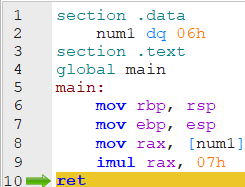 1 section .data
2 num1 dq 06h
3 section .text
4 global main
5 main:
6 mov rbp, rsp
7 mov ebp, esp
8 mov rax, [num1]
9 imul rax, 07h
10 ret